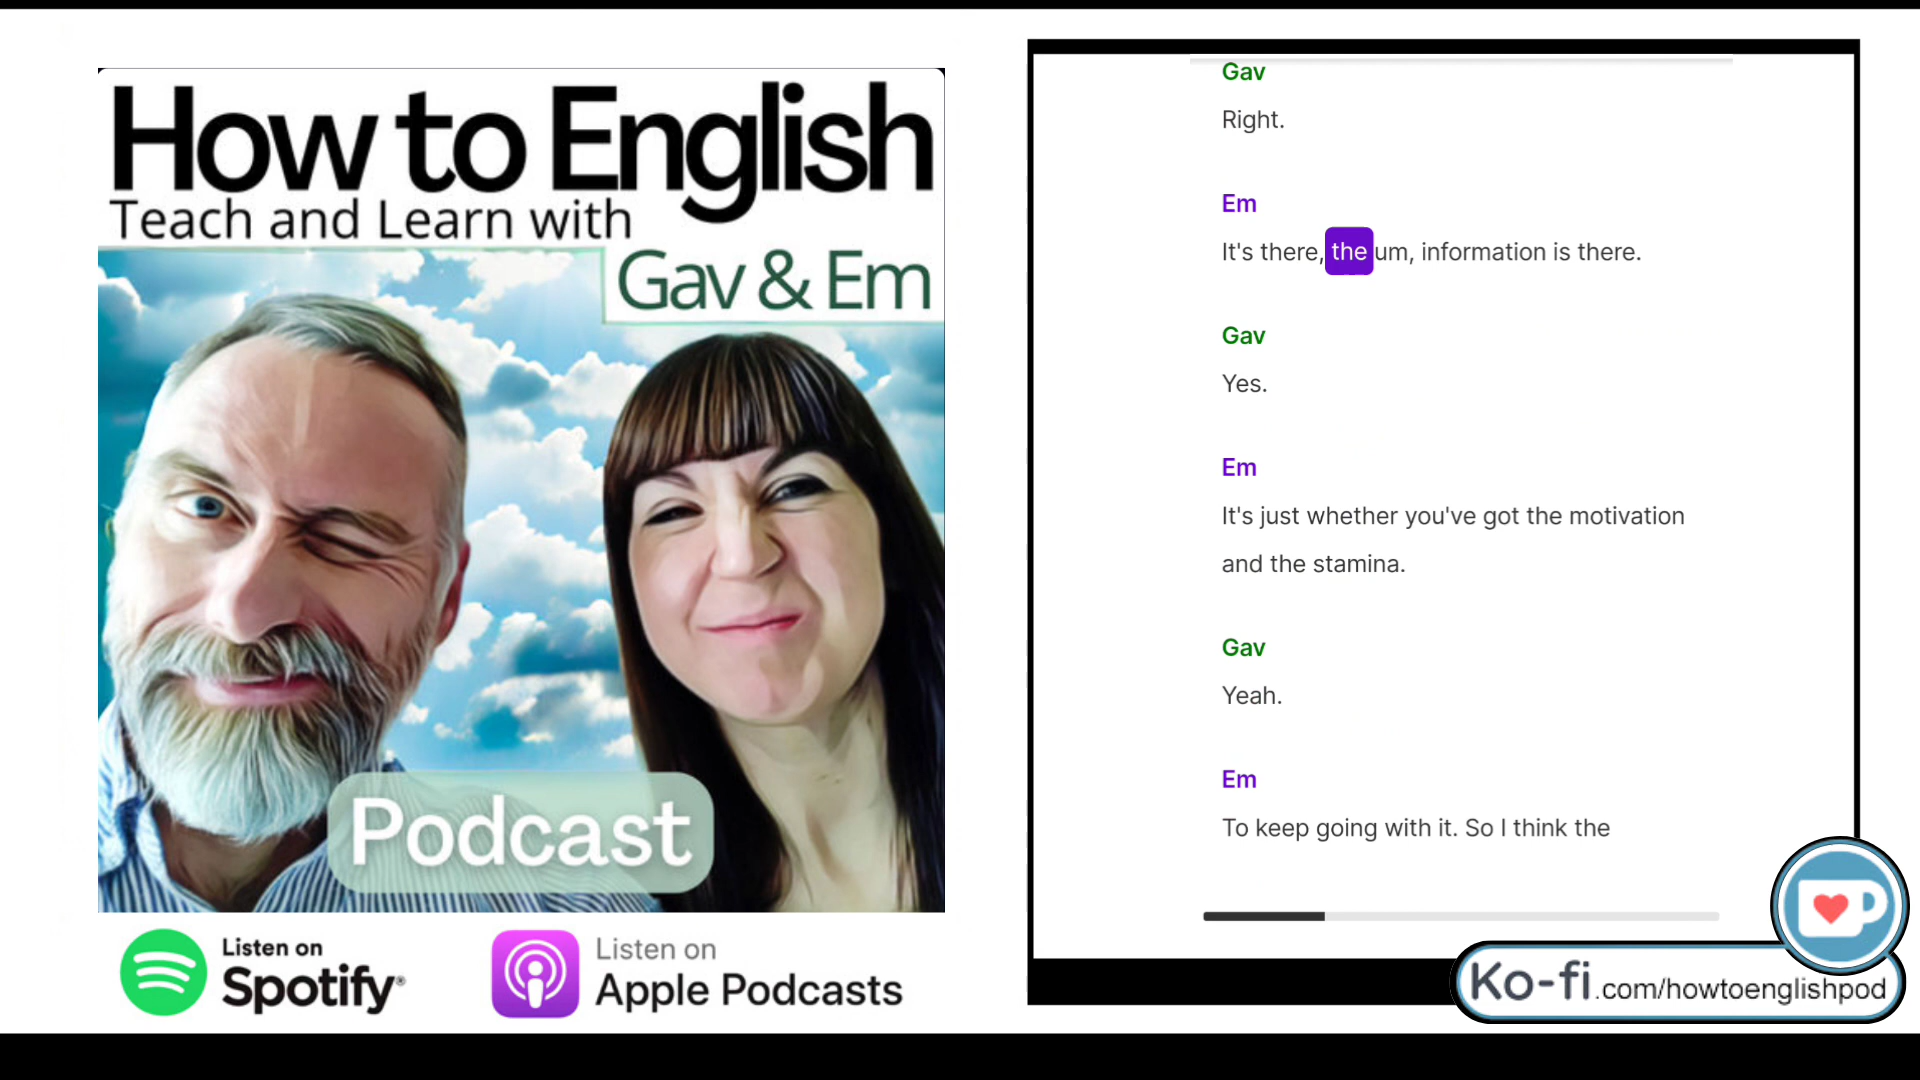 How to English
Teach and Learn with
Gav & Em
Podcast
Listen on
Spotify®
Listen on
Apple Podcasts
Gav
Right.
Em
It's there, the um, information is there.
Gav
Yes.
Em
It's just whether you've got the motivation
and the stamina.
Gav
Yeah.
Em
To keep going with it. So I think the
Ko-fi.com/howtoenglishpod